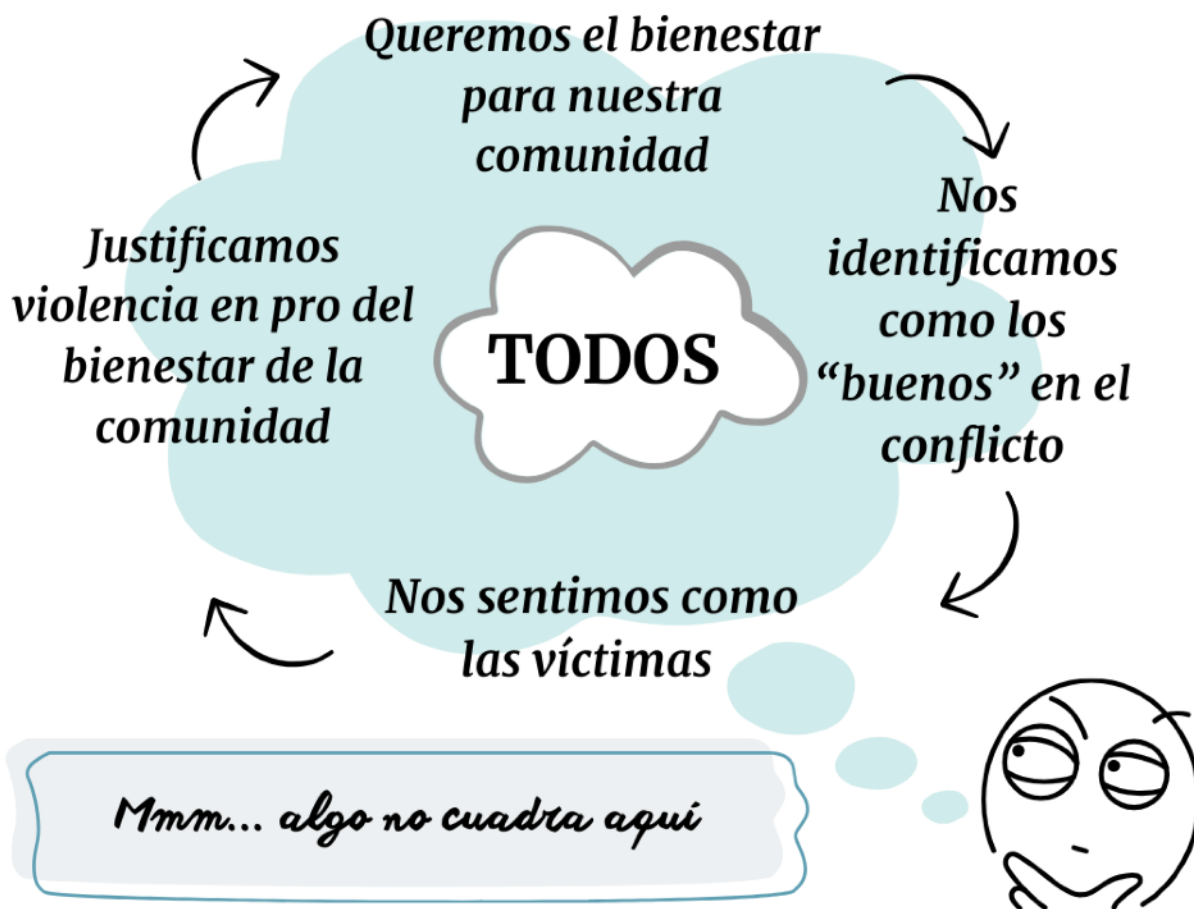 Queremos el bienestar
para nuestra
comunidad
Nos
identificamos
como los
“buenos” en el
conflicto
Nos sentimos como
las víctimas
Justificamos
violencia en pro del
bienestar de la
comunidad
TODOS
Mmm... algo no cuadra aquí